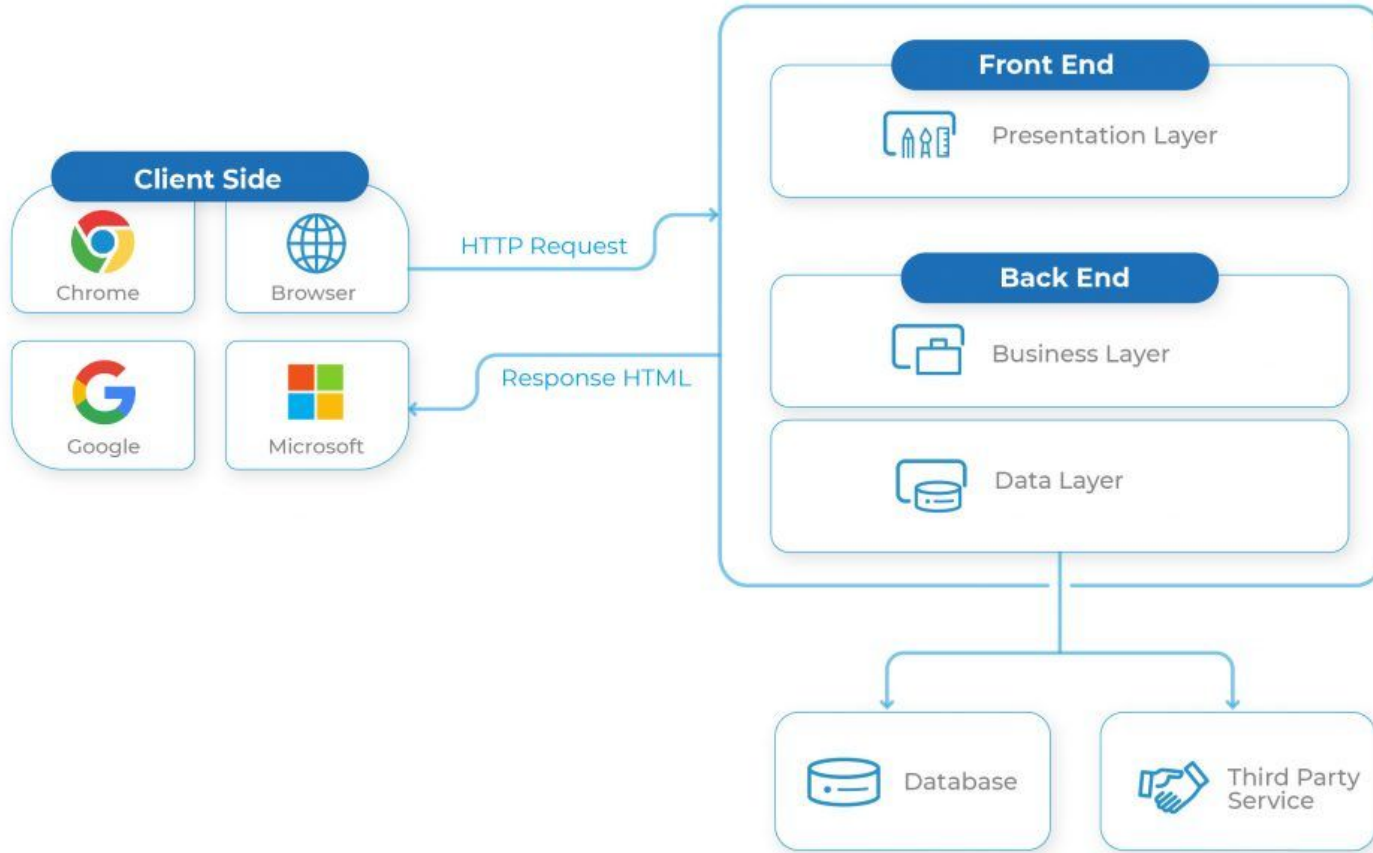 Front End
Presentation Layer
Client Side
Chrome
Browser
HTTP Request
Google
Microsoft
Response HTML
Back End
Business Layer
Data Layer
Database
Third Party
Service